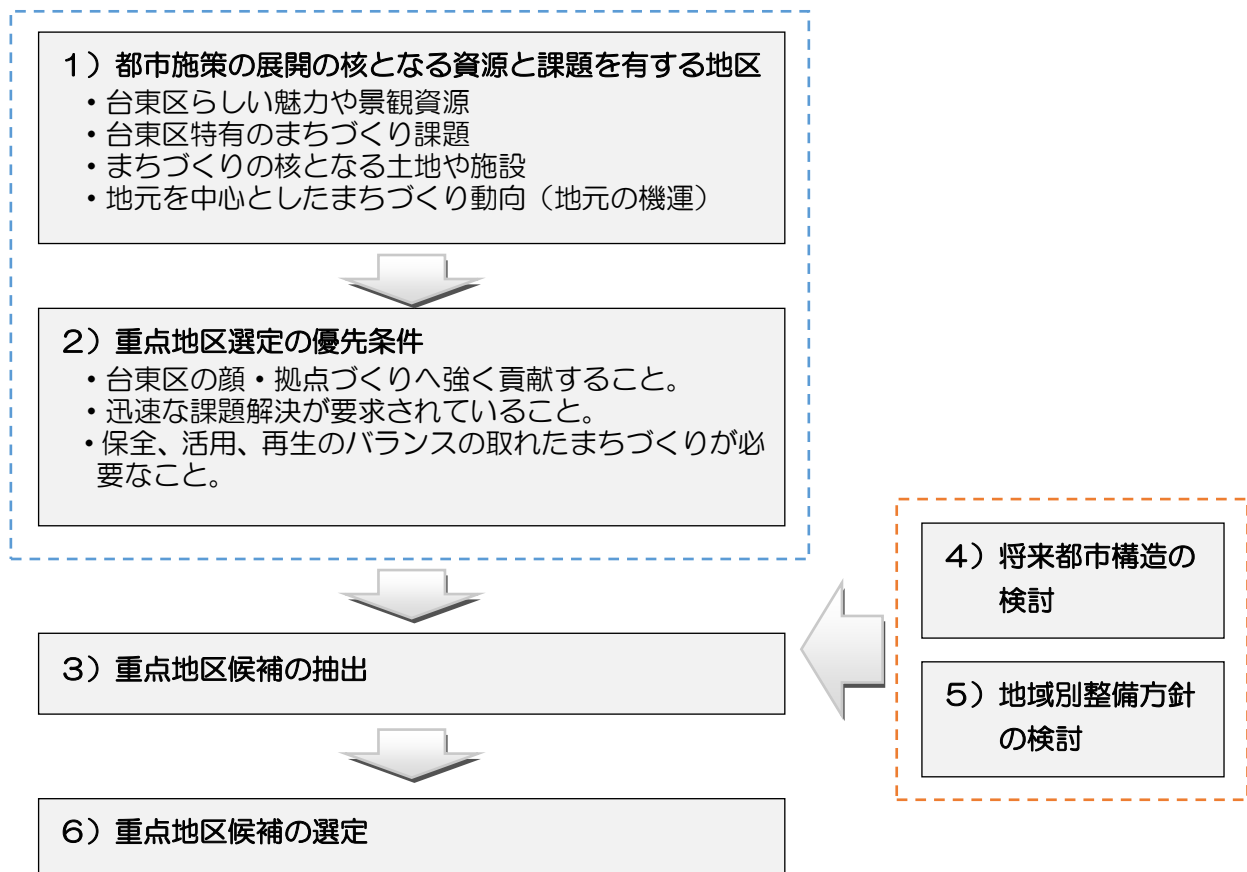 １）都市施策の展開の核となる資源と課題を有する地区
・台東区らしい魅力や景観資源
・台東区特有のまちづくり課題
・まちづくりの核となる土地や施設
・地元を中心としたまちづくり動向（地元の機運）
２）重点地区選定の優先条件
・台東区の顔・拠点づくりへ強く貢献すること。
・迅速な課題解決が要求されていること。
・保全、活用、再生のバランスの取れたまちづくりが必
要なこと。
３）重点地区候補の抽出
４）将来都市構造の
検討
５）地域別整備方針
の検討
６）重点地区候補の選定